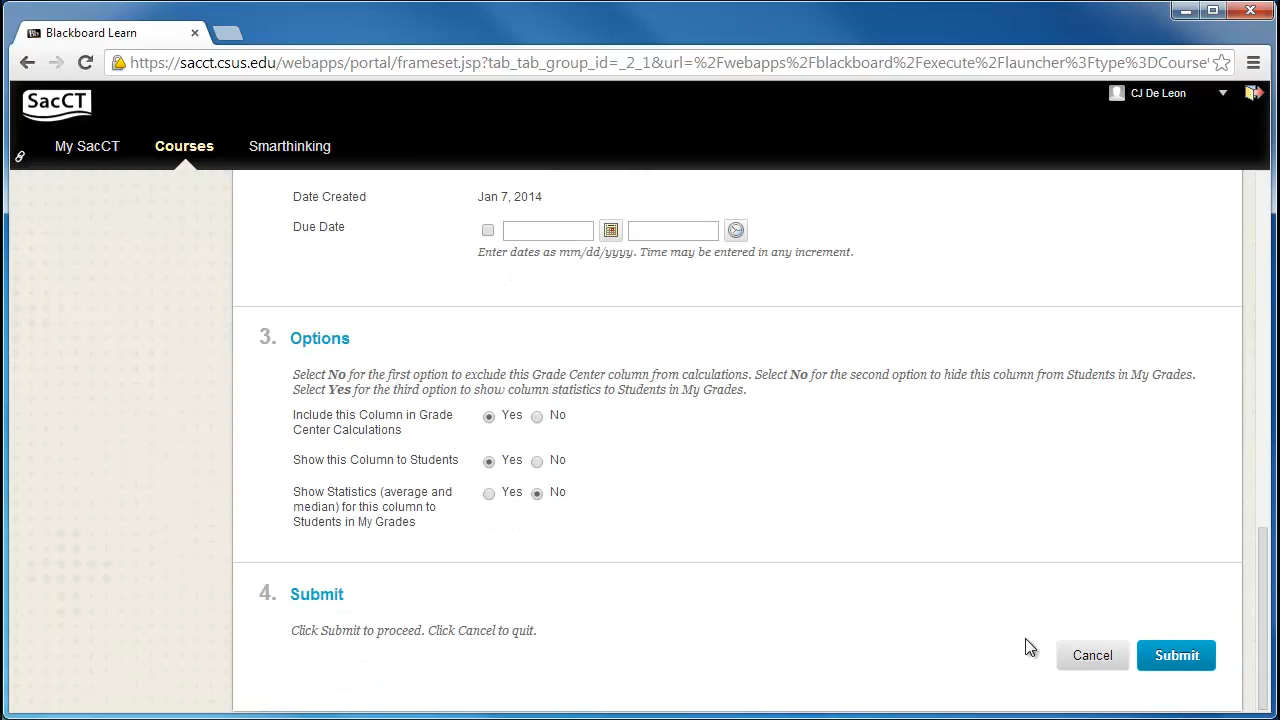 Blackboard Learn
https://sacct.csus.edu/webapps/portal/frameset.jsp?tab_tab_group_id=_2_1&url=%2Fwebapps%2Fblackboard%2Fexecute%2Flauncher%3Ftype%3DCourse
SacCT
CJ De Leon
My SacCT Courses Smarthinking
Date Created Jan 7, 2014
Due Date
Enter dates as mm/dd/yyyy. Time may be entered in any increment.
3. Options
Select No for the first option to exclude this Grade Center column from calculations. Select No for the second option to hide this column from Students in My Grades.
Select Yes for the third option to show column statistics to Students in My Grades.
Include this Column in Grade Yes No
Center Calculations
Show this Column to Students Yes No
Show Statistics (average and Yes No
median) for this column to
Students in My Grades
4. Submit
Click Submit to proceed. Click Cancel to quit.
Cancel Submit